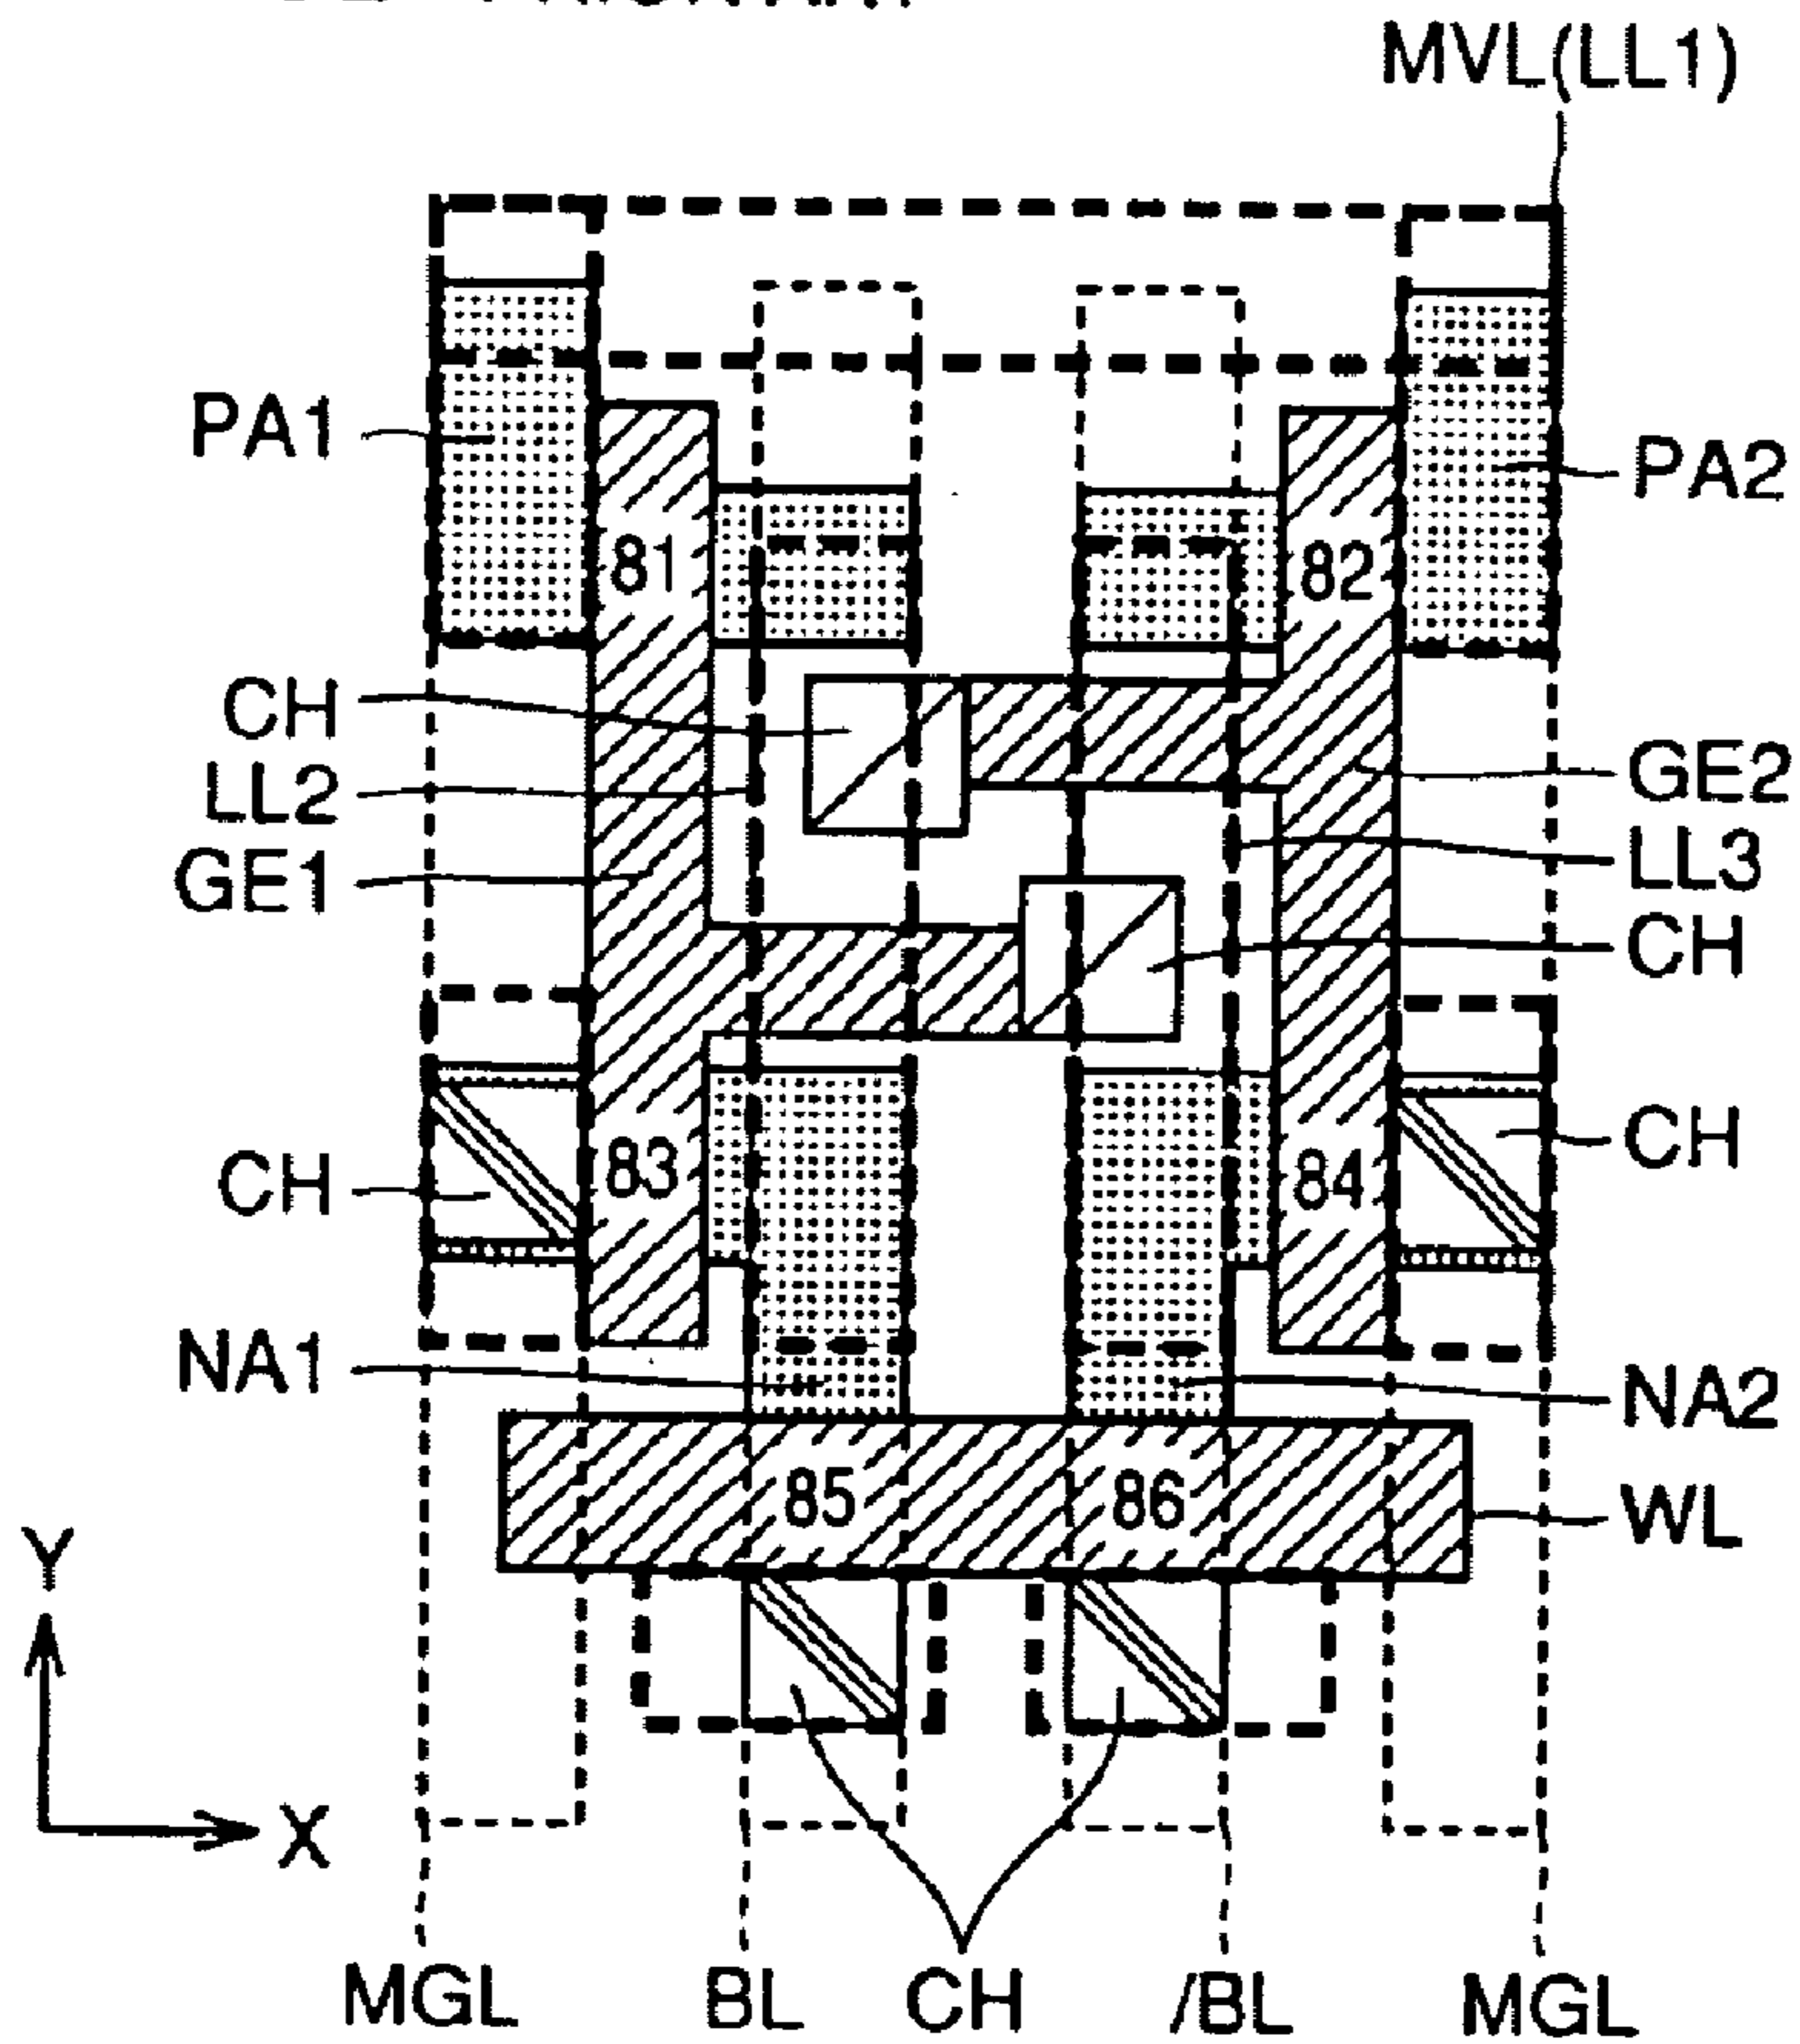 MVL(LL1)
PA1
PA2
81
82
CH
LL2
GE1
GE2
LL3
CH
CH
83
84
CH
NA1
NA2
85
86
WL
Y
X
MGL
BL
CH
/BL
MGL